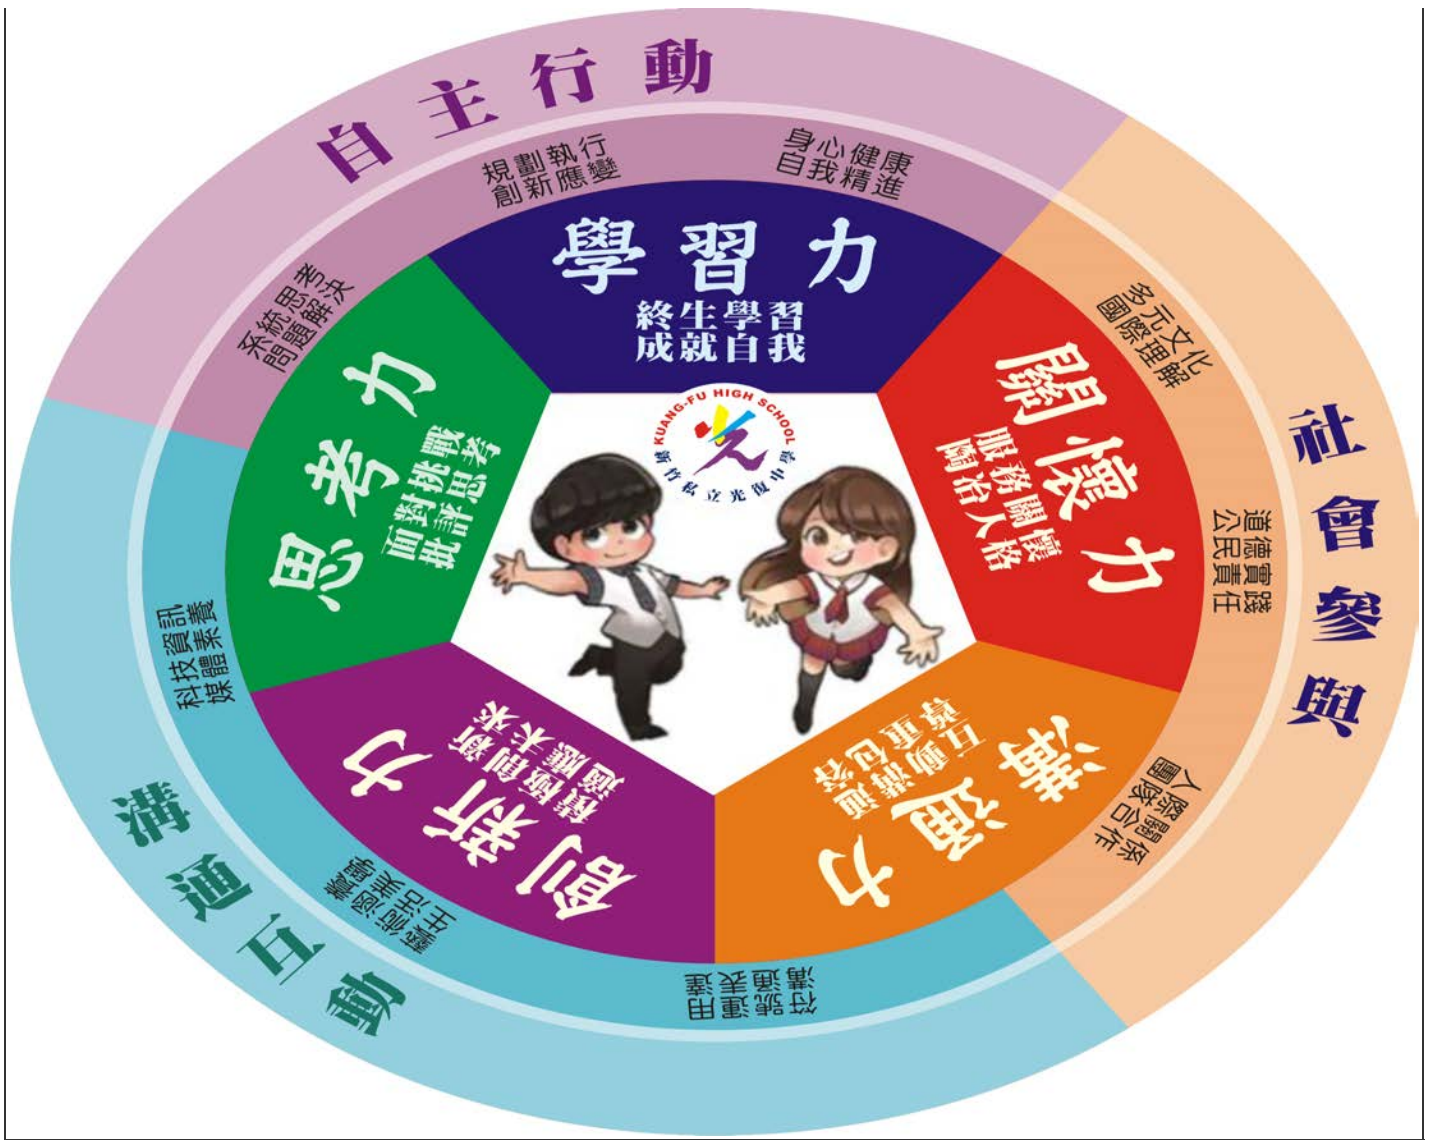 自主行動
規劃執行
創新應變
身心健康
自我精進
系統思考
問題解決
社會參與
多元文化
國際理解
道德實踐
公民責任
人際關係
團隊合作
溝通互動
科技資訊
媒體素養
藝術涵養
生活美學
符號運用
溝通表達
學習力
終生學習
成就自我
關懷力
服務關懷
陶冶人格
溝通力
互動溝通
尊重包容
創新力
積極創新
適應未來
思考力
面對挑戰
批評思考
KUANG-FU HIGH SCHOOL
新竹私立光復中學